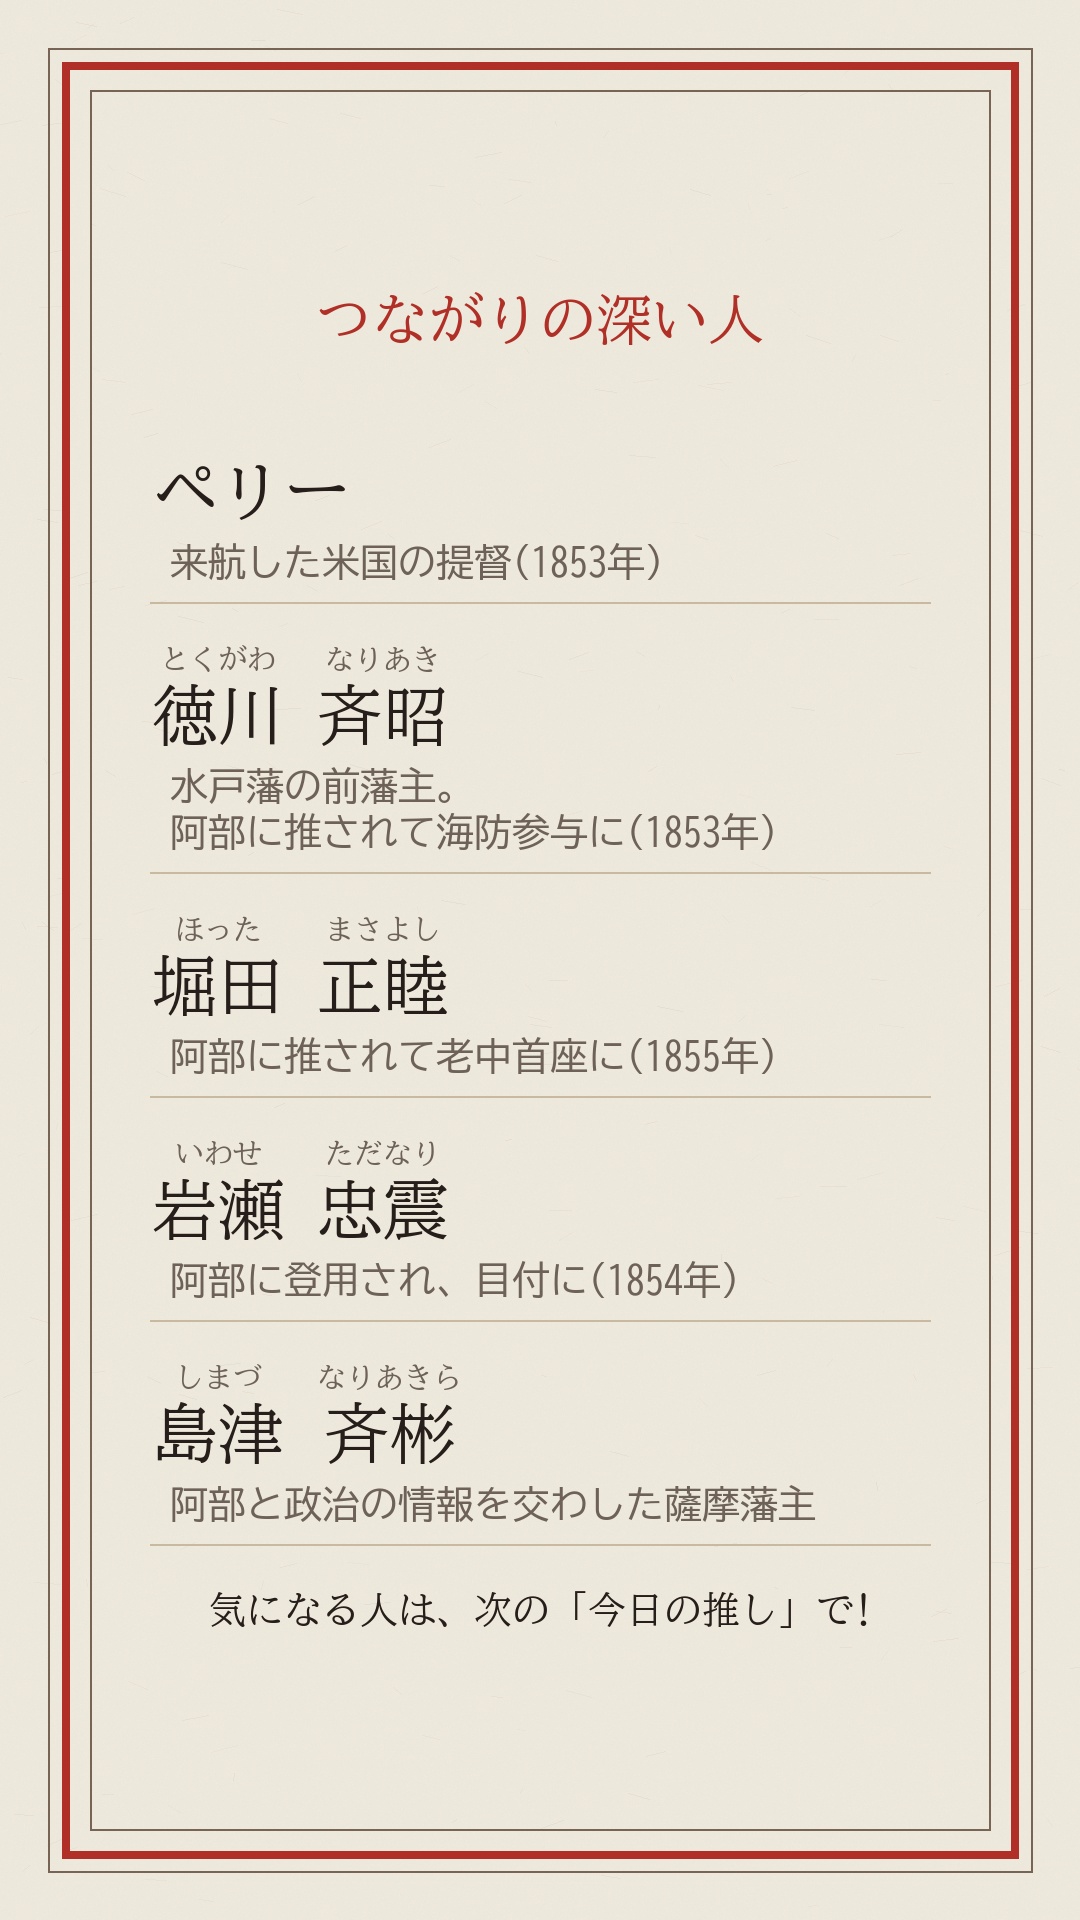 つながりの深い人
ペリー
来航した米国の提督(1853年)
とくがわ なりあき
徳川 斉昭
水戸藩の前藩主。
阿部に推されて海防参与に(1853年)
ほった まさよし
堀田 正睦
阿部に推されて老中首座に(1855年)
いわせ ただなり
岩瀬 忠震
阿部に登用され、目付に(1854年)
しまづ なりあきら
島津 斉彬
阿部と政治の情報を交わした薩摩藩主
気になる人は、次の「今日の推し」で!